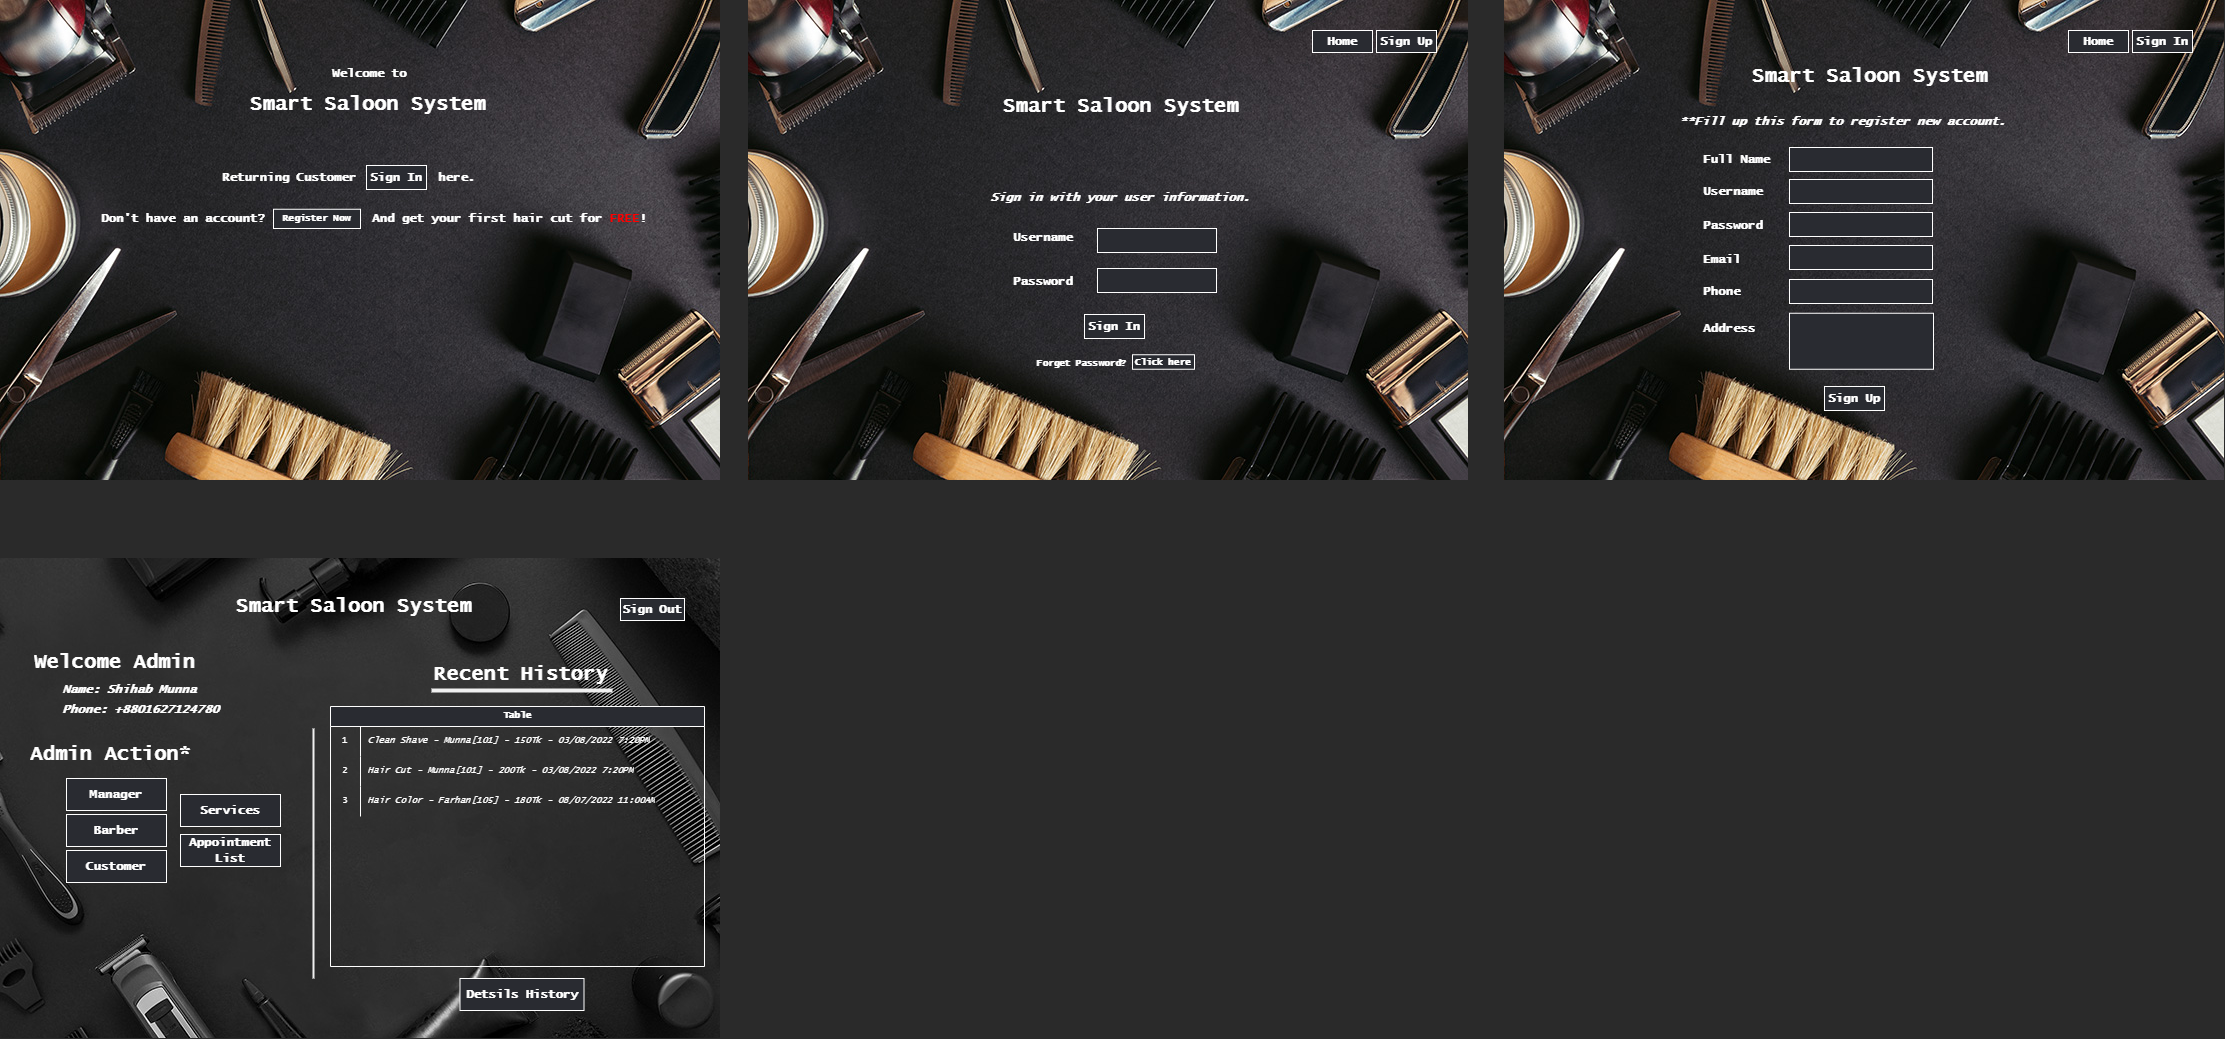 Welcome to
Smart Saloon System
Returning Customer Sign In here.
Don't have an account? Register Now And get your first hair cut for FREE!
Home Sign Up
Smart Saloon System
Sign in with your user information.
Username
Password
Sign In
Forget Password? Click here
Home Sign In
Smart Saloon System
**Fill up this form to register new account.
Full Name
Username
Password
Email
Phone
Address
Sign Up
Smart Saloon System
Sign Out
Welcome Admin
Name: Shihab Munna
Phone: +8801627124780
Admin Action*
Manager
Barber
Customer
Services
Appointment
List
Recent History
Table
1 Clean Shave - Munna[101] - 150Tk - 03/08/2022 7:20PM
2 Hair Cut - Munna[101] - 200Tk - 03/08/2022 7:20PM
3 Hair Color - Farhan[105] - 180Tk - 08/07/2022 11:00AM
Detsils History